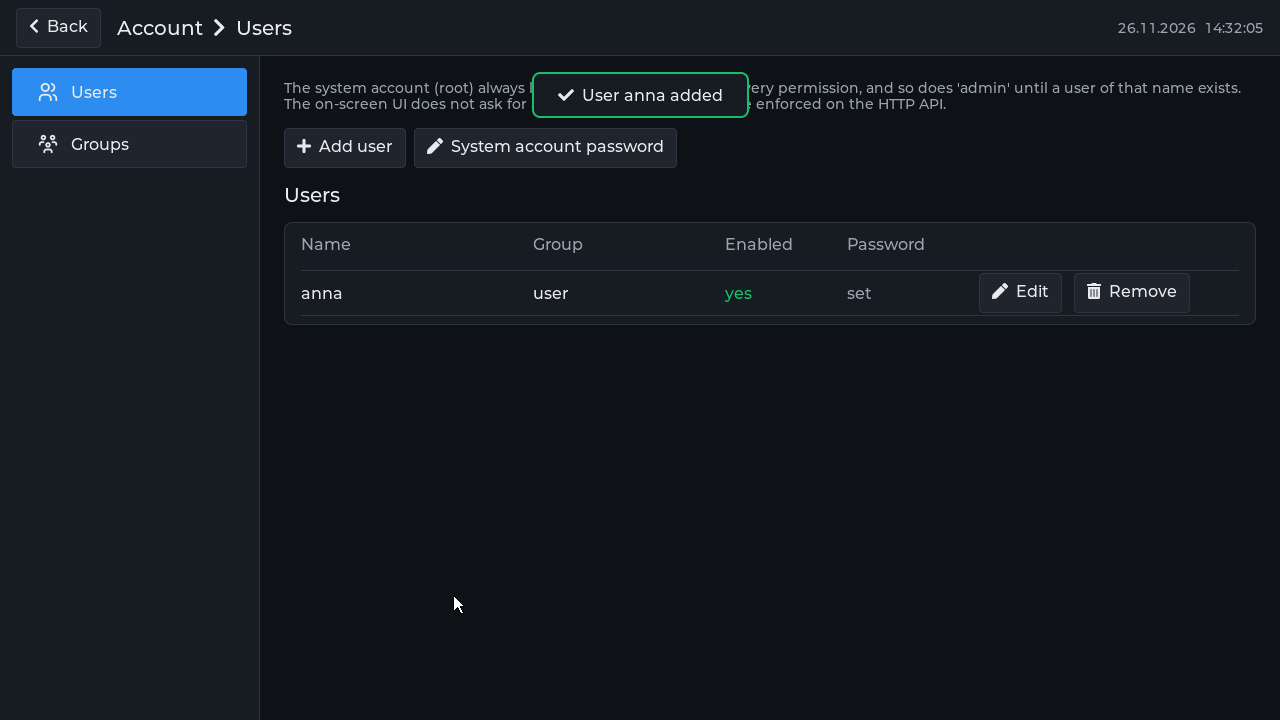 Back
Account > Users
26.11.2026 14:32:05
Users
Groups
The system account (root) always
very permission, and so does 'admin' until a user of that name exists.
User anna added
The on-screen UI does not ask for
enforced on the HTTP API.
Add user
System account password
Users
Name Group Enabled Password
anna user yes set Edit Remove